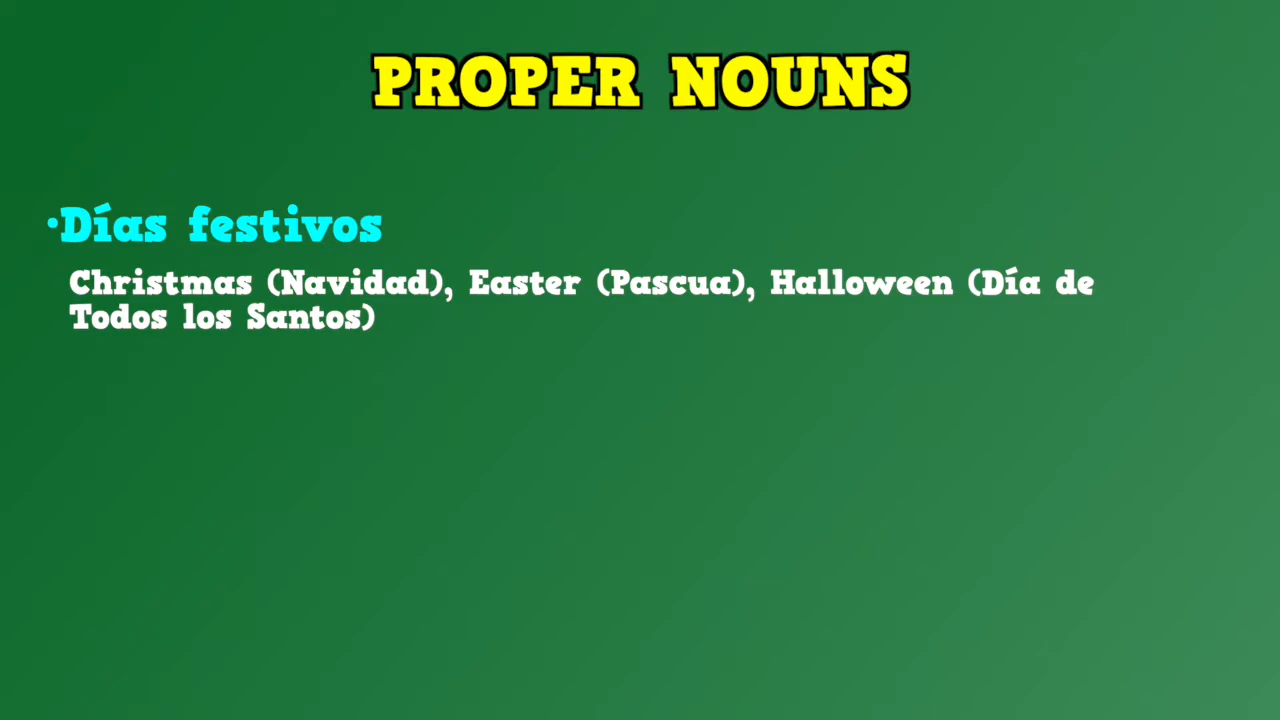 PROPER NOUNS
•Días festivos
Christmas (Navidad), Easter (Pascua), Halloween (Día de
Todos los Santos)